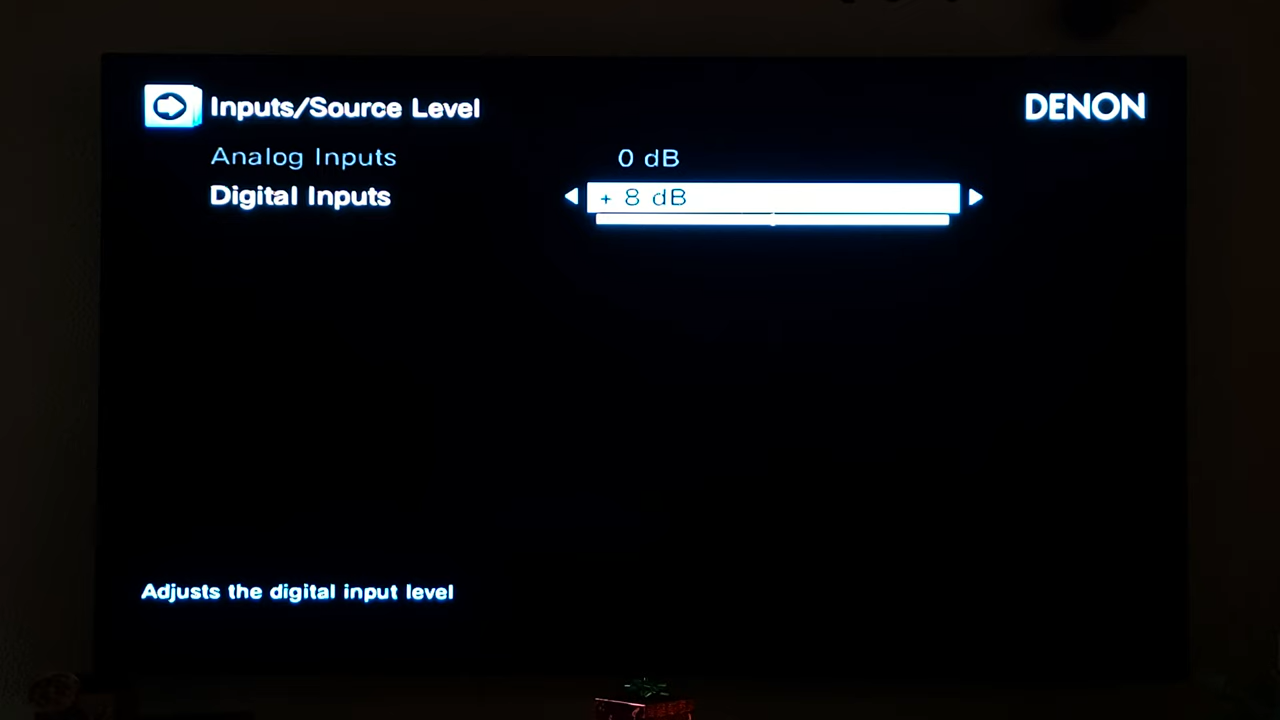 Inputs/Source Level
DENON
Analog Inputs 0 dB
Digital Inputs + 8 dB
Adjusts the digital input level